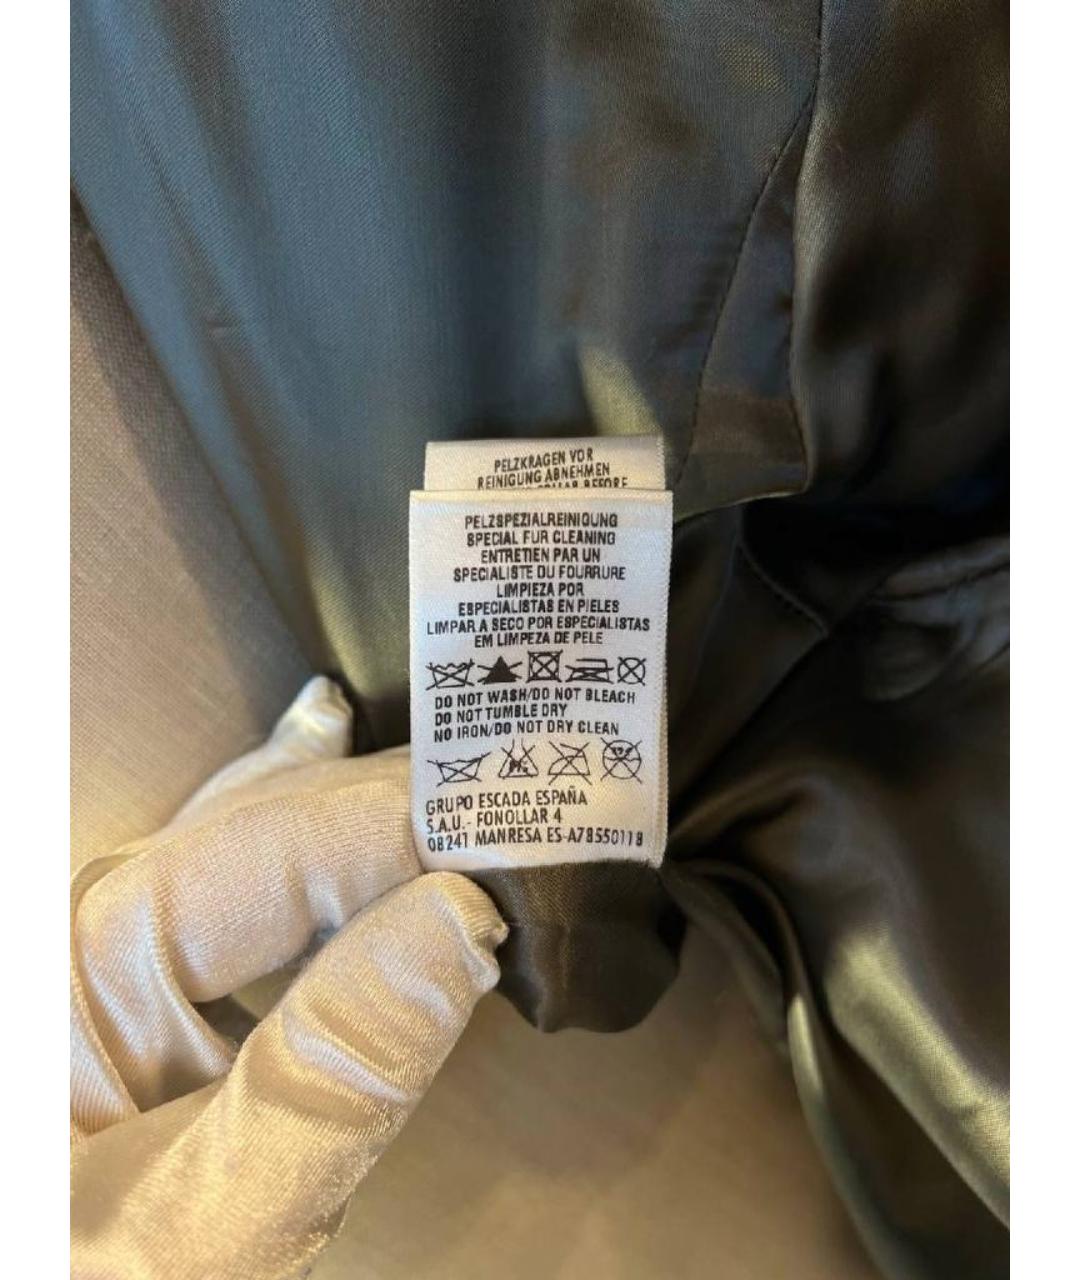 PELZKRAGEN VOR
REINIGUNG ABNEHMEN
COLLAR BEFORE
PELZSPEZIALREINIGUNG
SPECIAL FUR CLEANING
ENTRETIEN PAR UN
SPECIALISTE DU FOURRURE
LIMPIEZA POR
ESPECIALISTAS EN PIELES
LIMPAR A SECO POR ESPECIALISTAS
EM LIMPEZA DE PELE
DO NOT WASH/DO NOT BLEACH
DO NOT TUMBLE DRY
NO IRON/DO NOT DRY CLEAN
GRUPO ESCADA ESPAÑA
S.A.U.- FONOLLAR 4
08241 MANRESA ES-A78550118